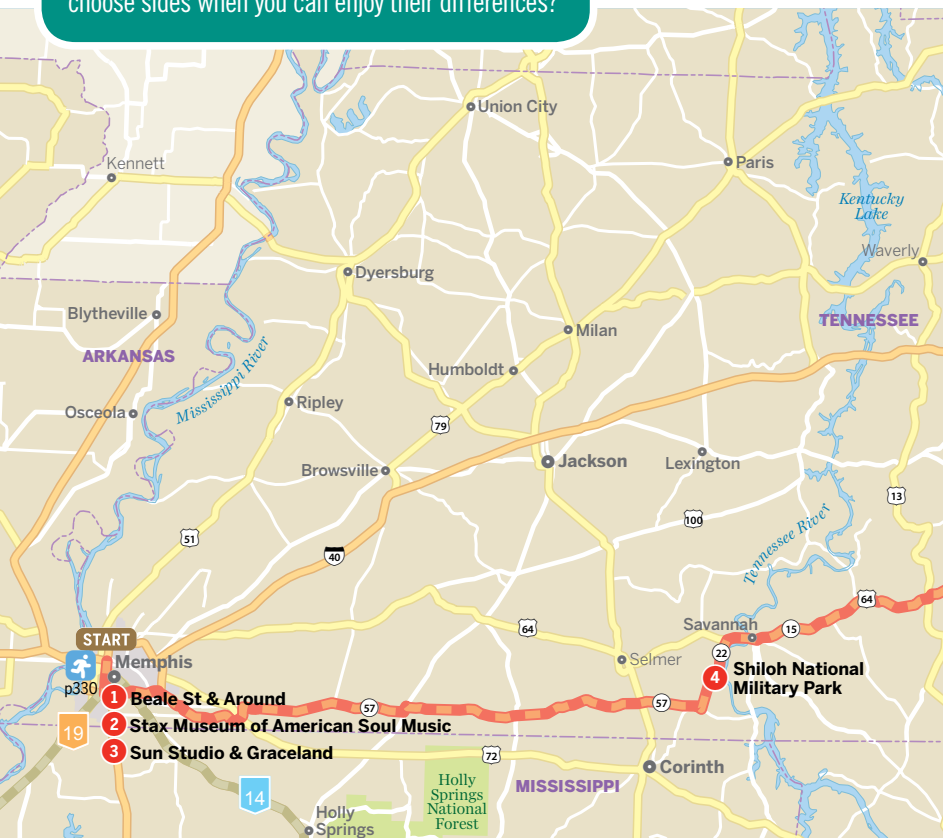 choose sides when you can enjoy their differences?
Union City
Kennett
Paris
Kentucky
Lake
Waverly
Dyersburg
Blytheville
TENNESSEE
Milan
ARKANSAS
Mississippi River
Humboldt
Osceola
Ripley
79
Browsville
Jackson
Lexington
13
100
51
40
Tennessee River
64
START
64
Savannah
15
22
Selmer
Memphis
p330
4 Shiloh National
Military Park
1 Beale St & Around
57
57
2 Stax Museum of American Soul Music
19
3 Sun Studio & Graceland
72
Corinth
MISSISSIPPI
14
Holly
Springs
National
Forest
Holly
Springs